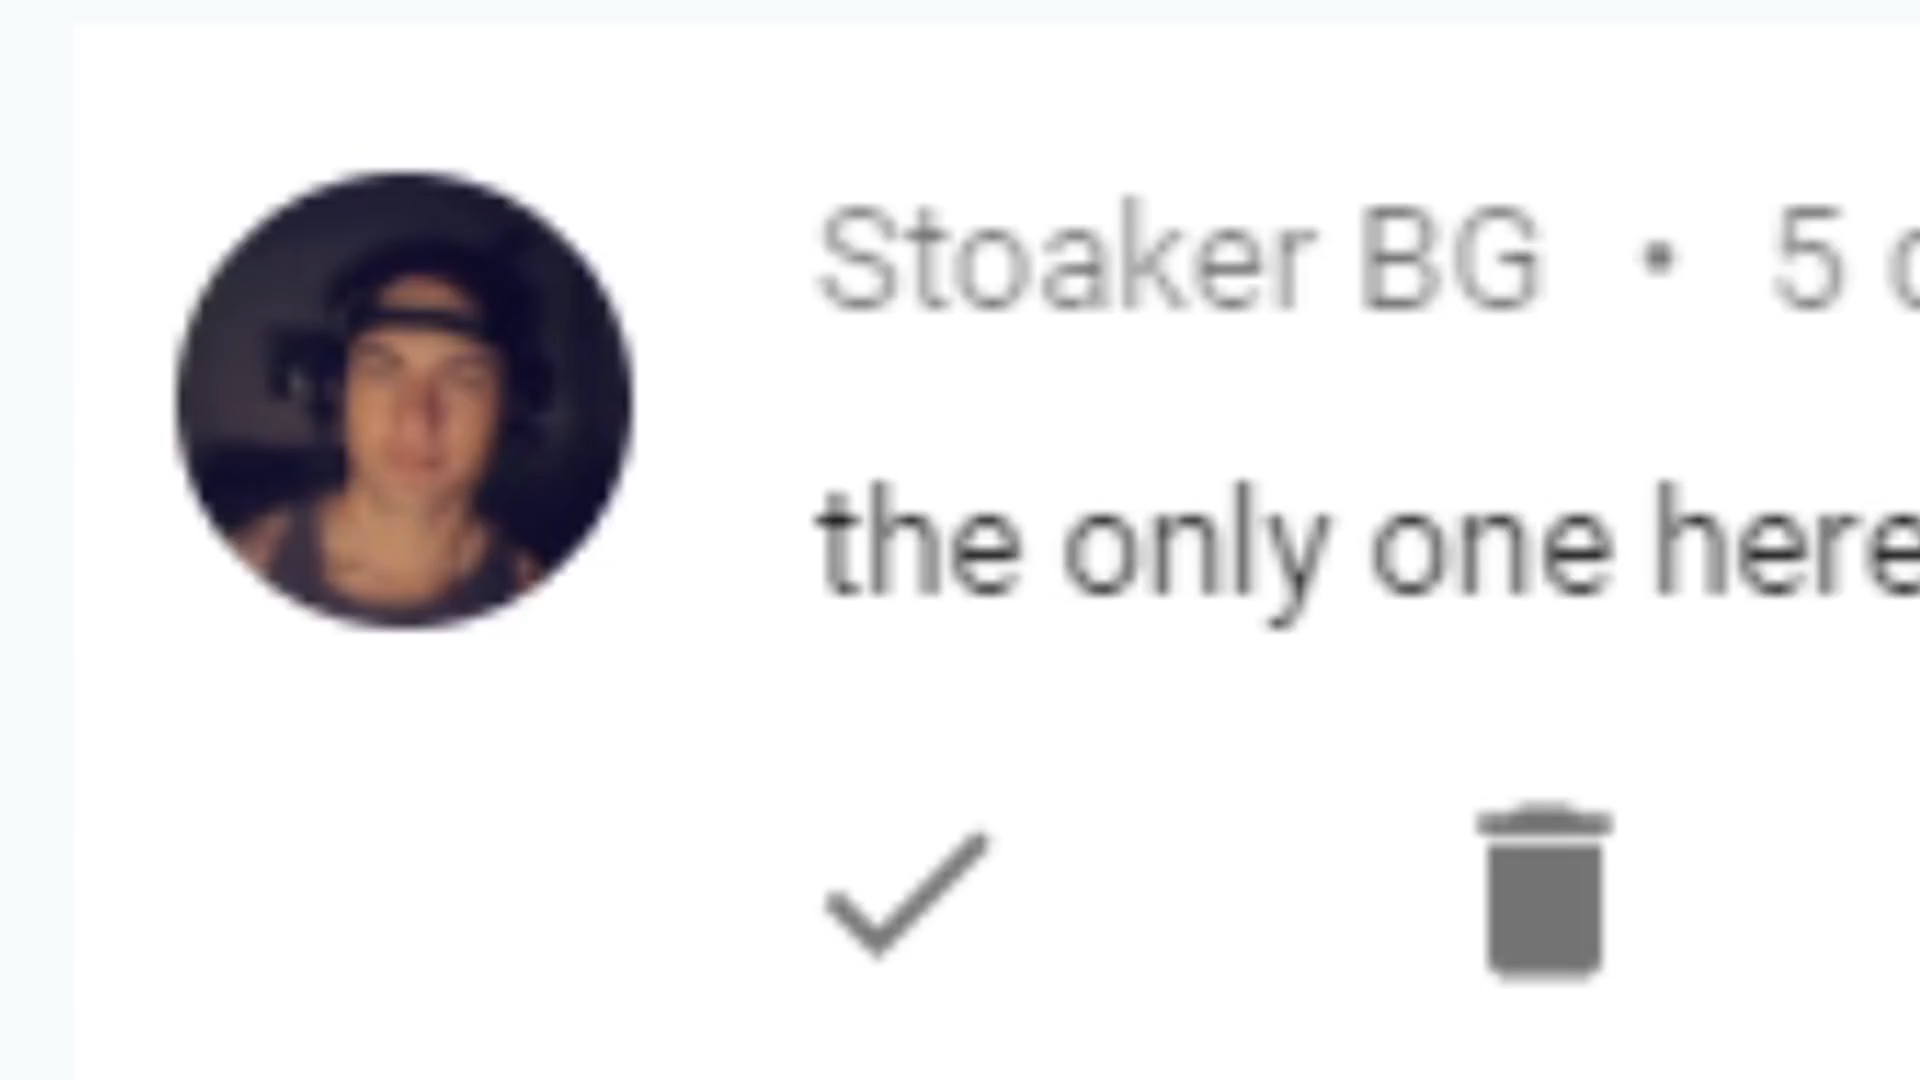 Stoaker BG • 5
the only one here